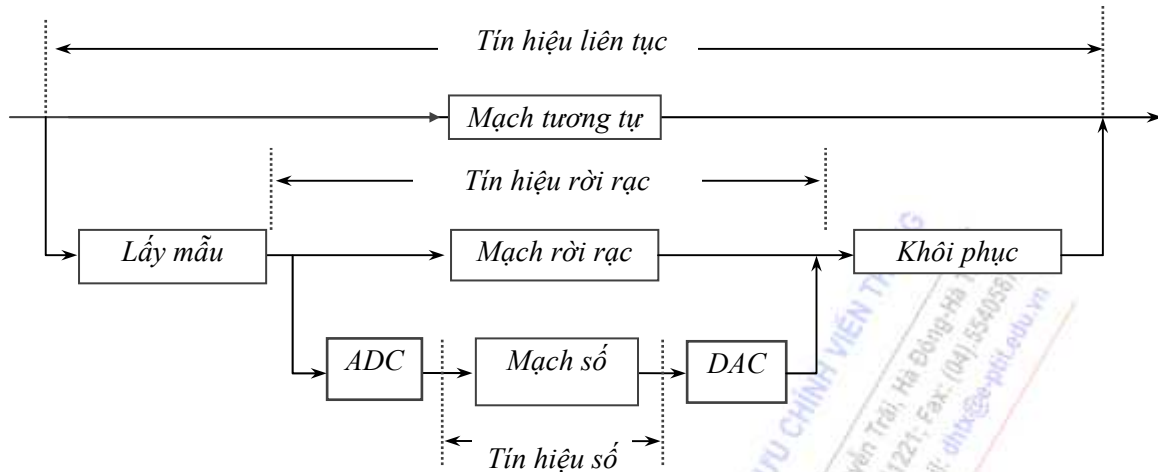 Tín hiệu liên tục
Mạch tương tự
Tín hiệu rời rạc
Lấy mẫu
Mạch rời rạc
Khôi phục
ADC
Mạch số
DAC
Tín hiệu số